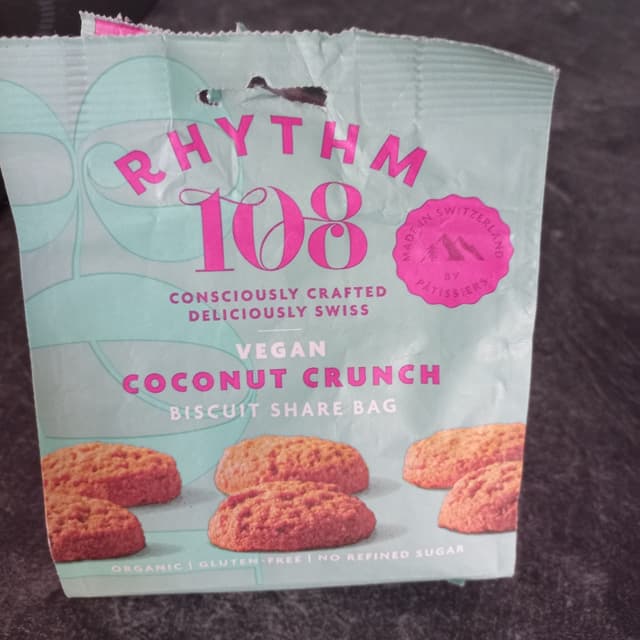 RHYTHM
108
MADE IN SWITZERLAND
BY
PÂTISSIERS
CONSCIOUSLY CRAFTED
DELICIOUSLY SWISS
VEGAN
COCONUT CRUNCH
BISCUIT SHARE BAG
ORGANIC | GLUTEN-FREE | NO REFINED SUGAR